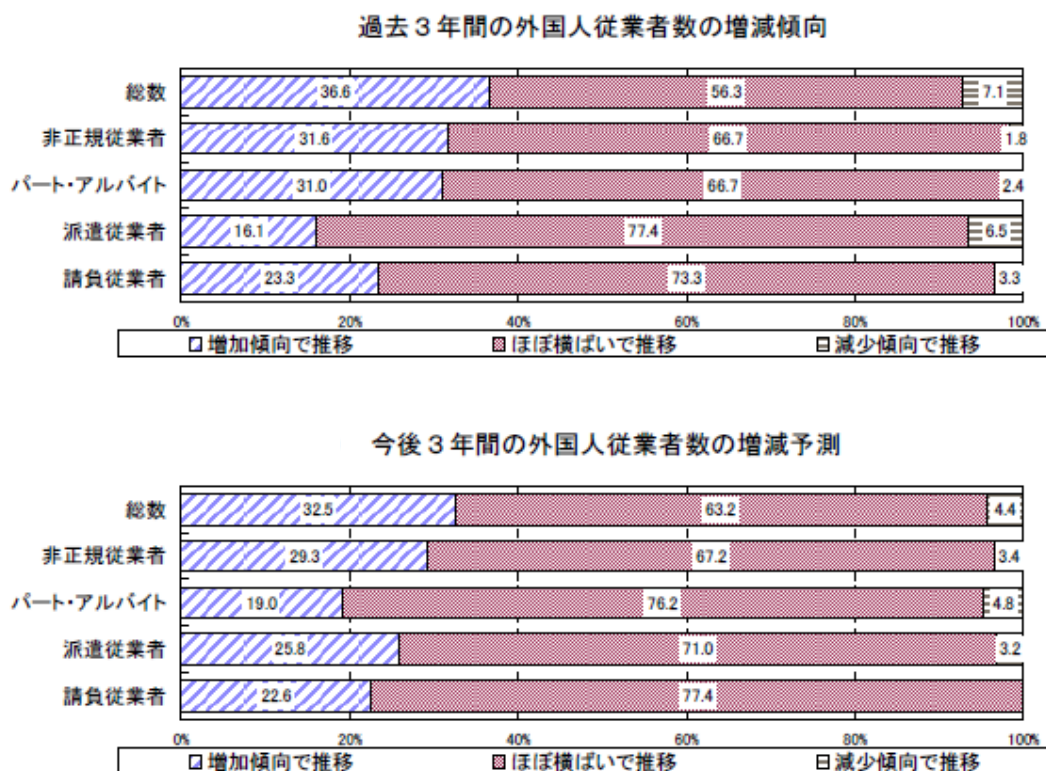 過去3年間の外国人従業者数の増減傾向
総数 36.6 56.3 7.1
非正規従業者 31.6 66.7 1.8
パート・アルバイト 31.0 66.7 2.4
派遣従業者 16.1 77.4 6.5
請負従業者 23.3 73.3 3.3
0% 20% 40% 60% 80% 100%
増加傾向で推移 ほぼ横ばいで推移 減少傾向で推移
今後3年間の外国人従業者数の増減予測
総数 32.5 63.2 4.4
非正規従業者 29.3 67.2 3.4
パート・アルバイト 19.0 76.2 4.8
派遣従業者 25.8 71.0 3.2
請負従業者 22.6 77.4
0% 20% 40% 60% 80% 100%
増加傾向で推移 ほぼ横ばいで推移 減少傾向で推移